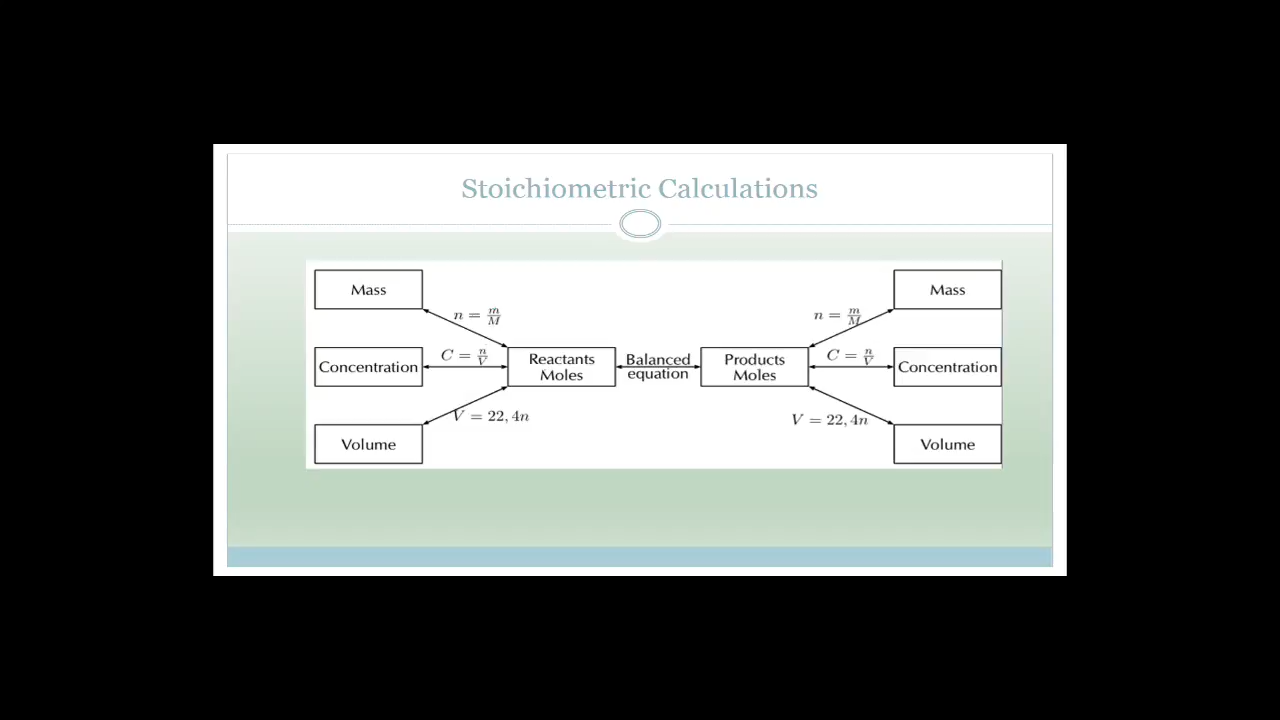 Stoichiometric Calculations
Mass
n = m/M
Concentration
C = n/V
Reactants
Moles
Balanced
equation
Products
Moles
V = 22, 4n
Volume
Mass
n = m/M
C = n/V
Concentration
V = 22, 4n
Volume